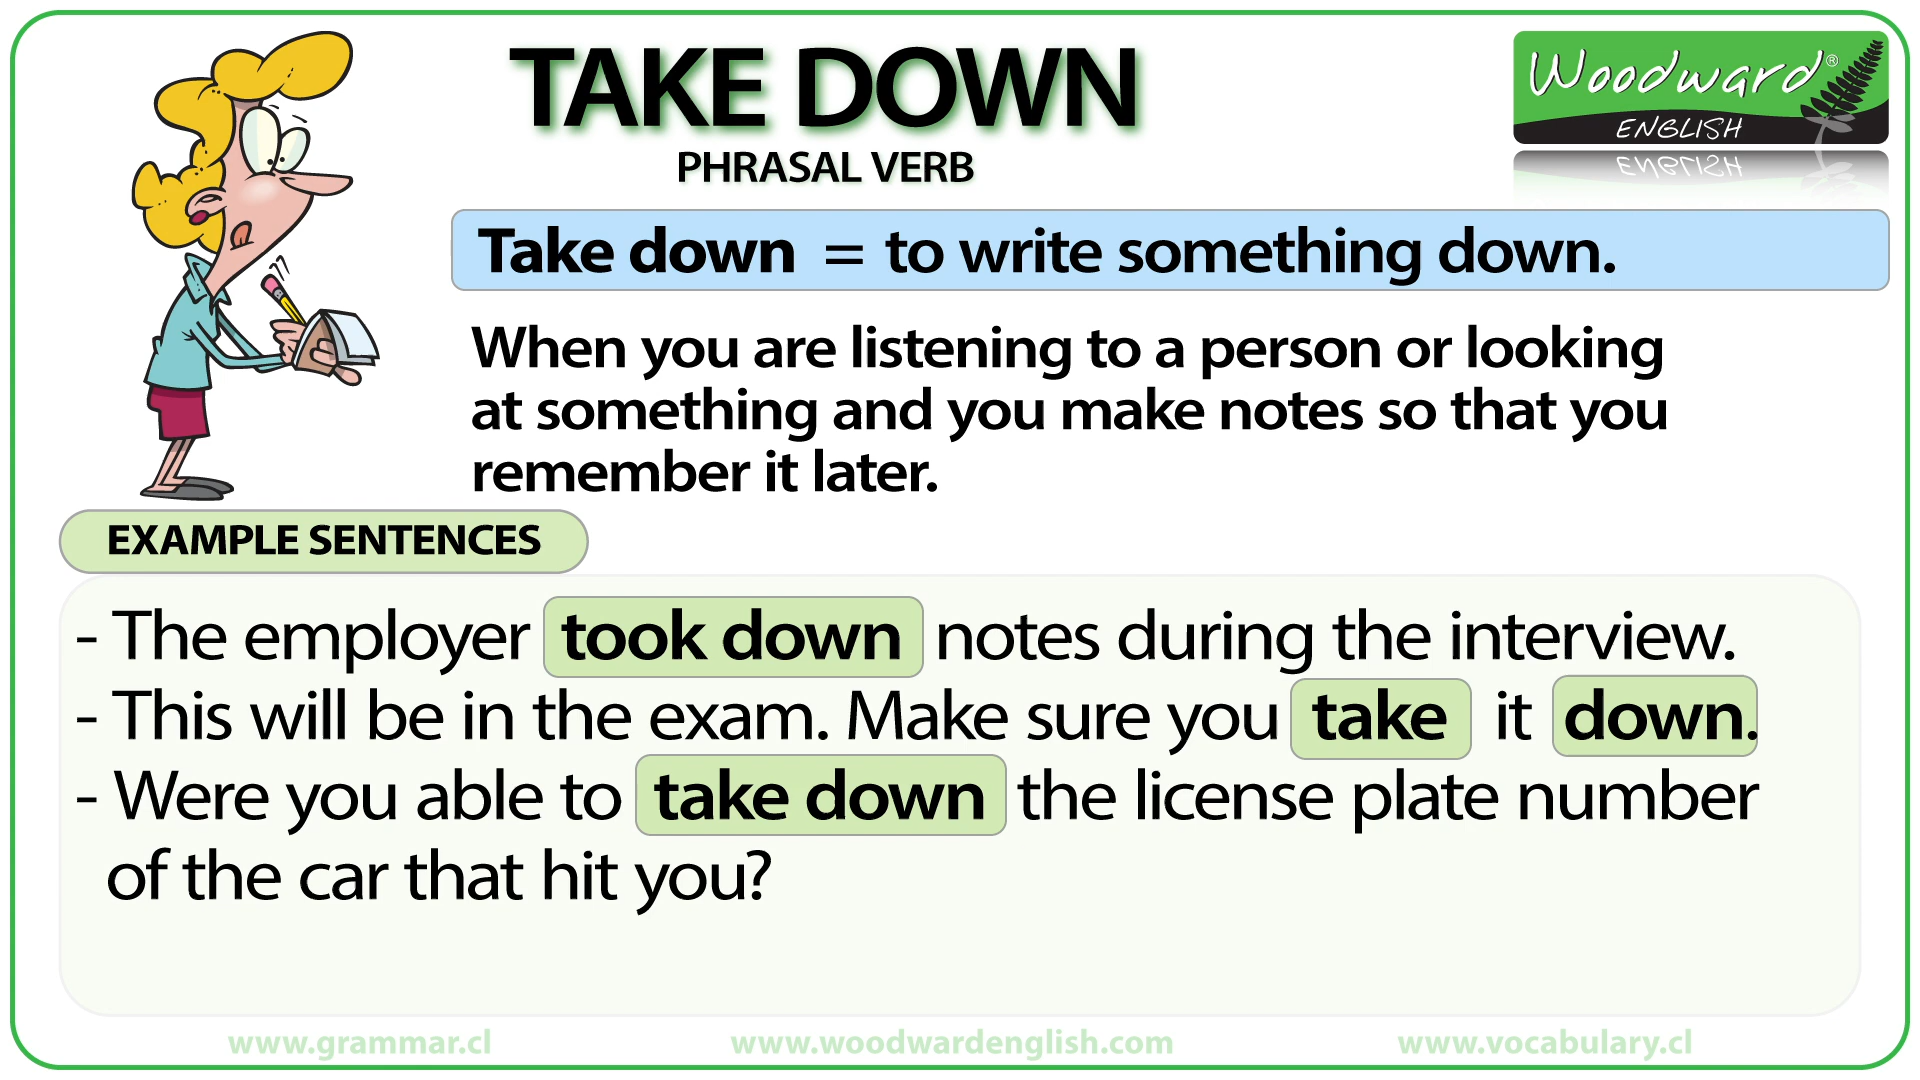 TAKE DOWN
PHRASAL VERB
Woodward®
ENGLISH
Take down = to write something down.
When you are listening to a person or looking
at something and you make notes so that you
remember it later.
EXAMPLE SENTENCES
- The employer took down notes during the interview.
- This will be in the exam. Make sure you take it down.
- Were you able to take down the license plate number
of the car that hit you?
www.grammar.cl
www.woodwardenglish.com
www.vocabulary.cl